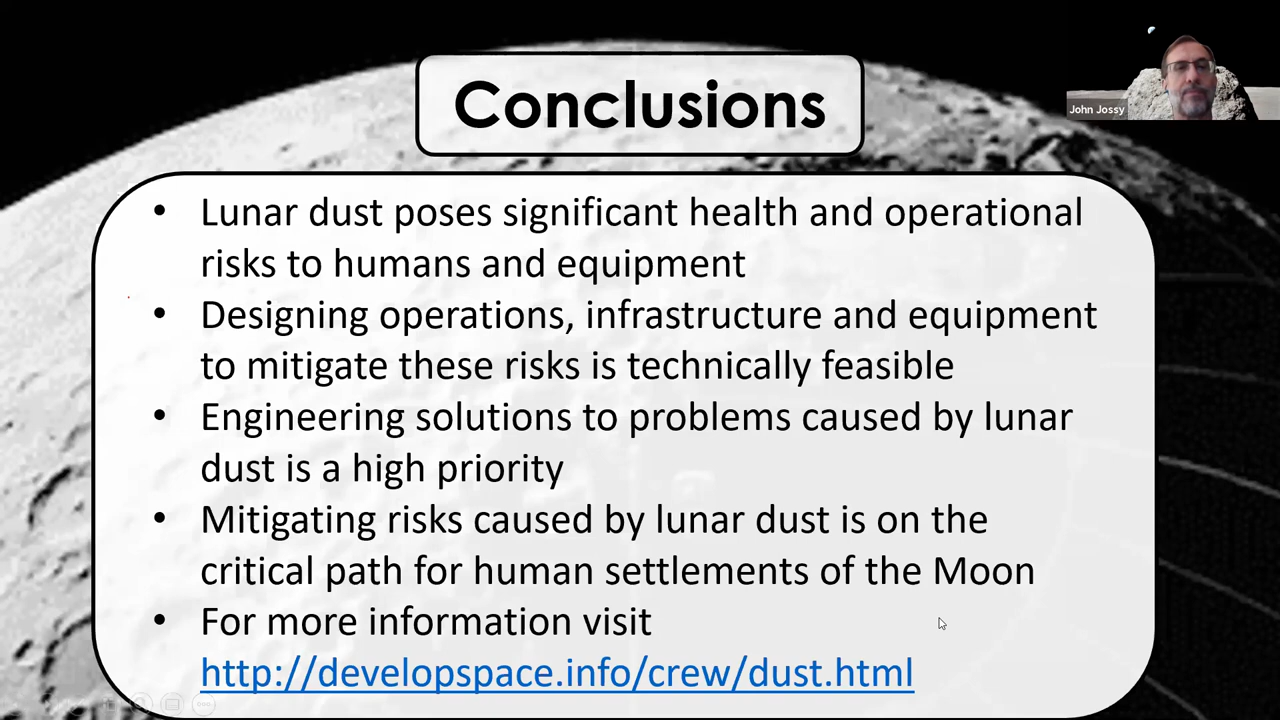 Conclusions
John Jossy
• Lunar dust poses significant health and operational
risks to humans and equipment
• Designing operations, infrastructure and equipment
to mitigate these risks is technically feasible
• Engineering solutions to problems caused by lunar
dust is a high priority
• Mitigating risks caused by lunar dust is on the
critical path for human settlements of the Moon
• For more information visit
http://developspace.info/crew/dust.html